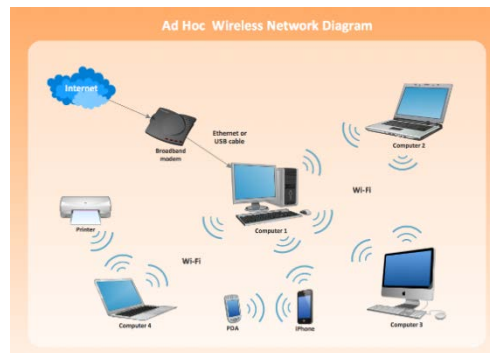 Ad Hoc Wireless Network Diagram
Internet
Ethernet or
USB cable
Broadband
modem
Computer 2
Wi-Fi
Printer
Computer 1
Wi-Fi
Computer 4
PDA
iPhone
Computer 3